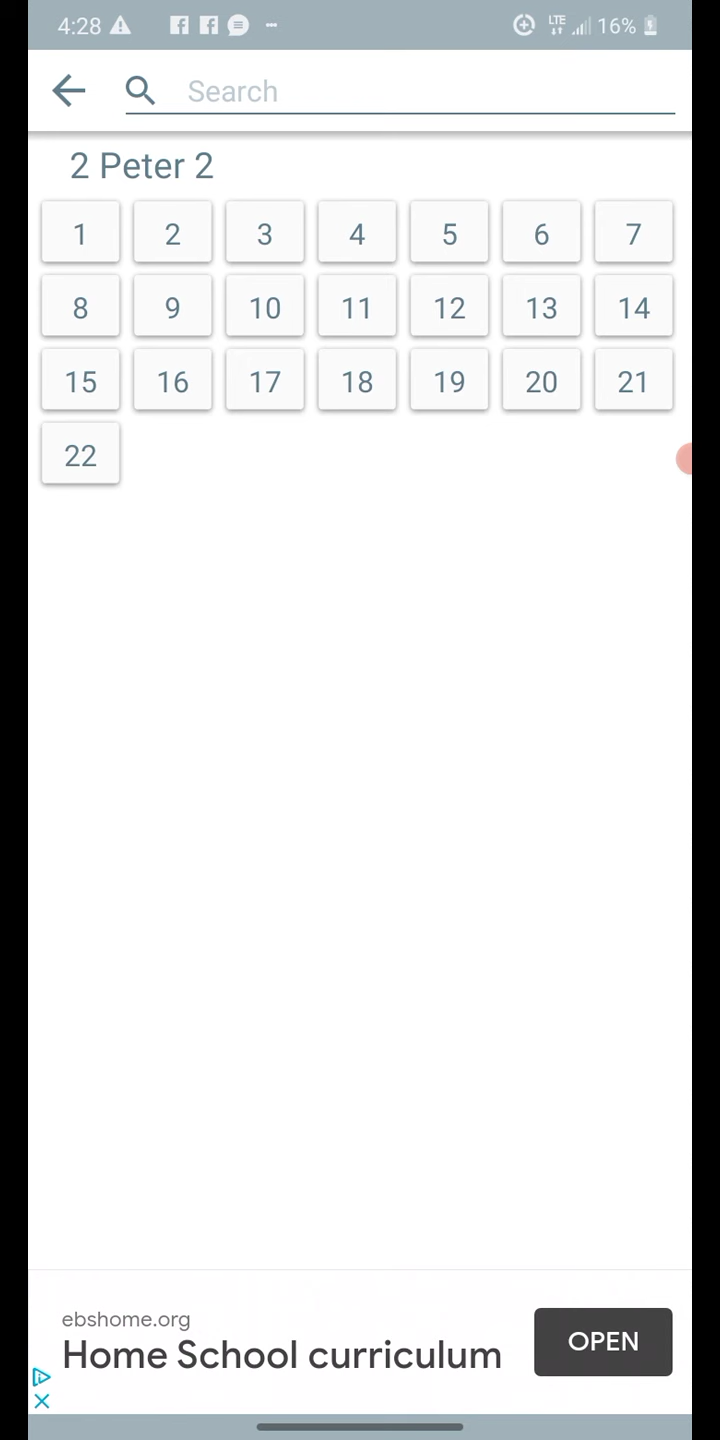 4:28 LTE 16%
Search
2 Peter 2
1 2 3 4 5 6 7
8 9 10 11 12 13 14
15 16 17 18 19 20 21
22
ebshome.org
Home School curriculum
OPEN